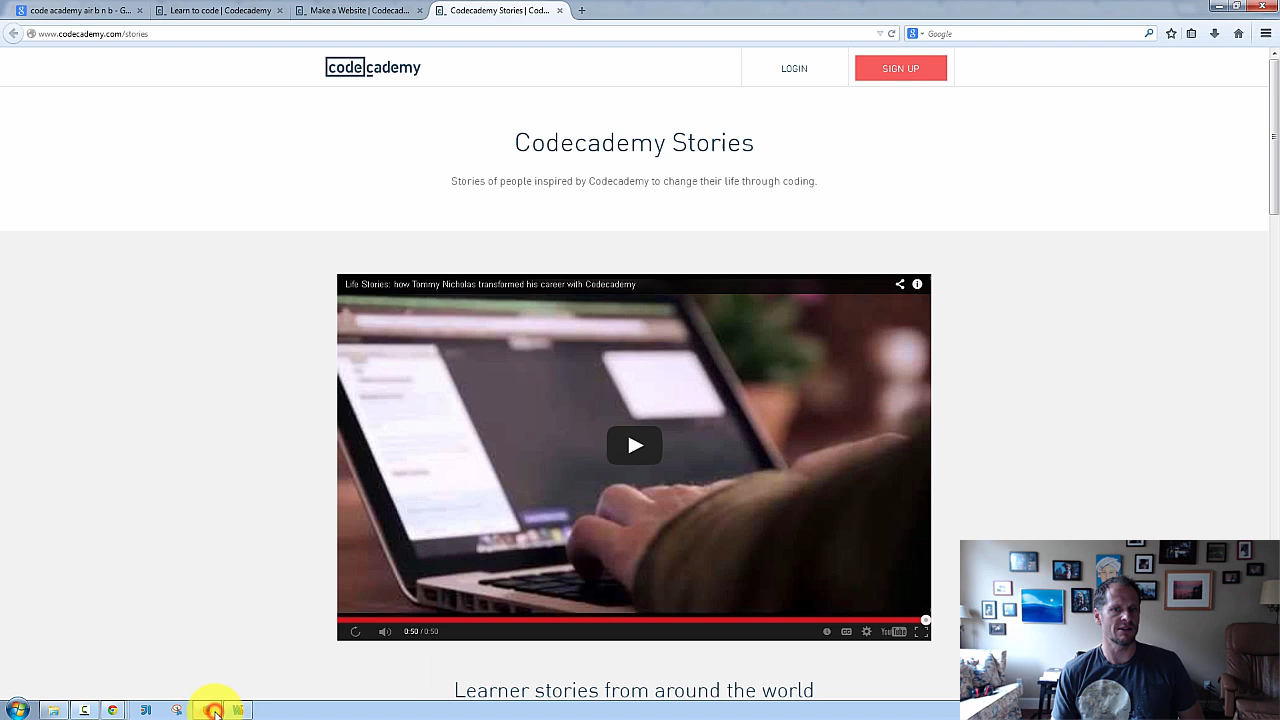 code academy air b n b - G...
Learn to code | Codecademy
Make a Website | Codecad...
Codecademy Stories | Cod...
www.codecademy.com/stories
Google
codecademy
LOGIN
SIGN UP
Codecademy Stories
Stories of people inspired by Codecademy to change their life through coding.
Life Stories: how Tommy Nicholas transformed his career with Codecademy
0:50 / 0:50
YouTube
Learner stories from around the world